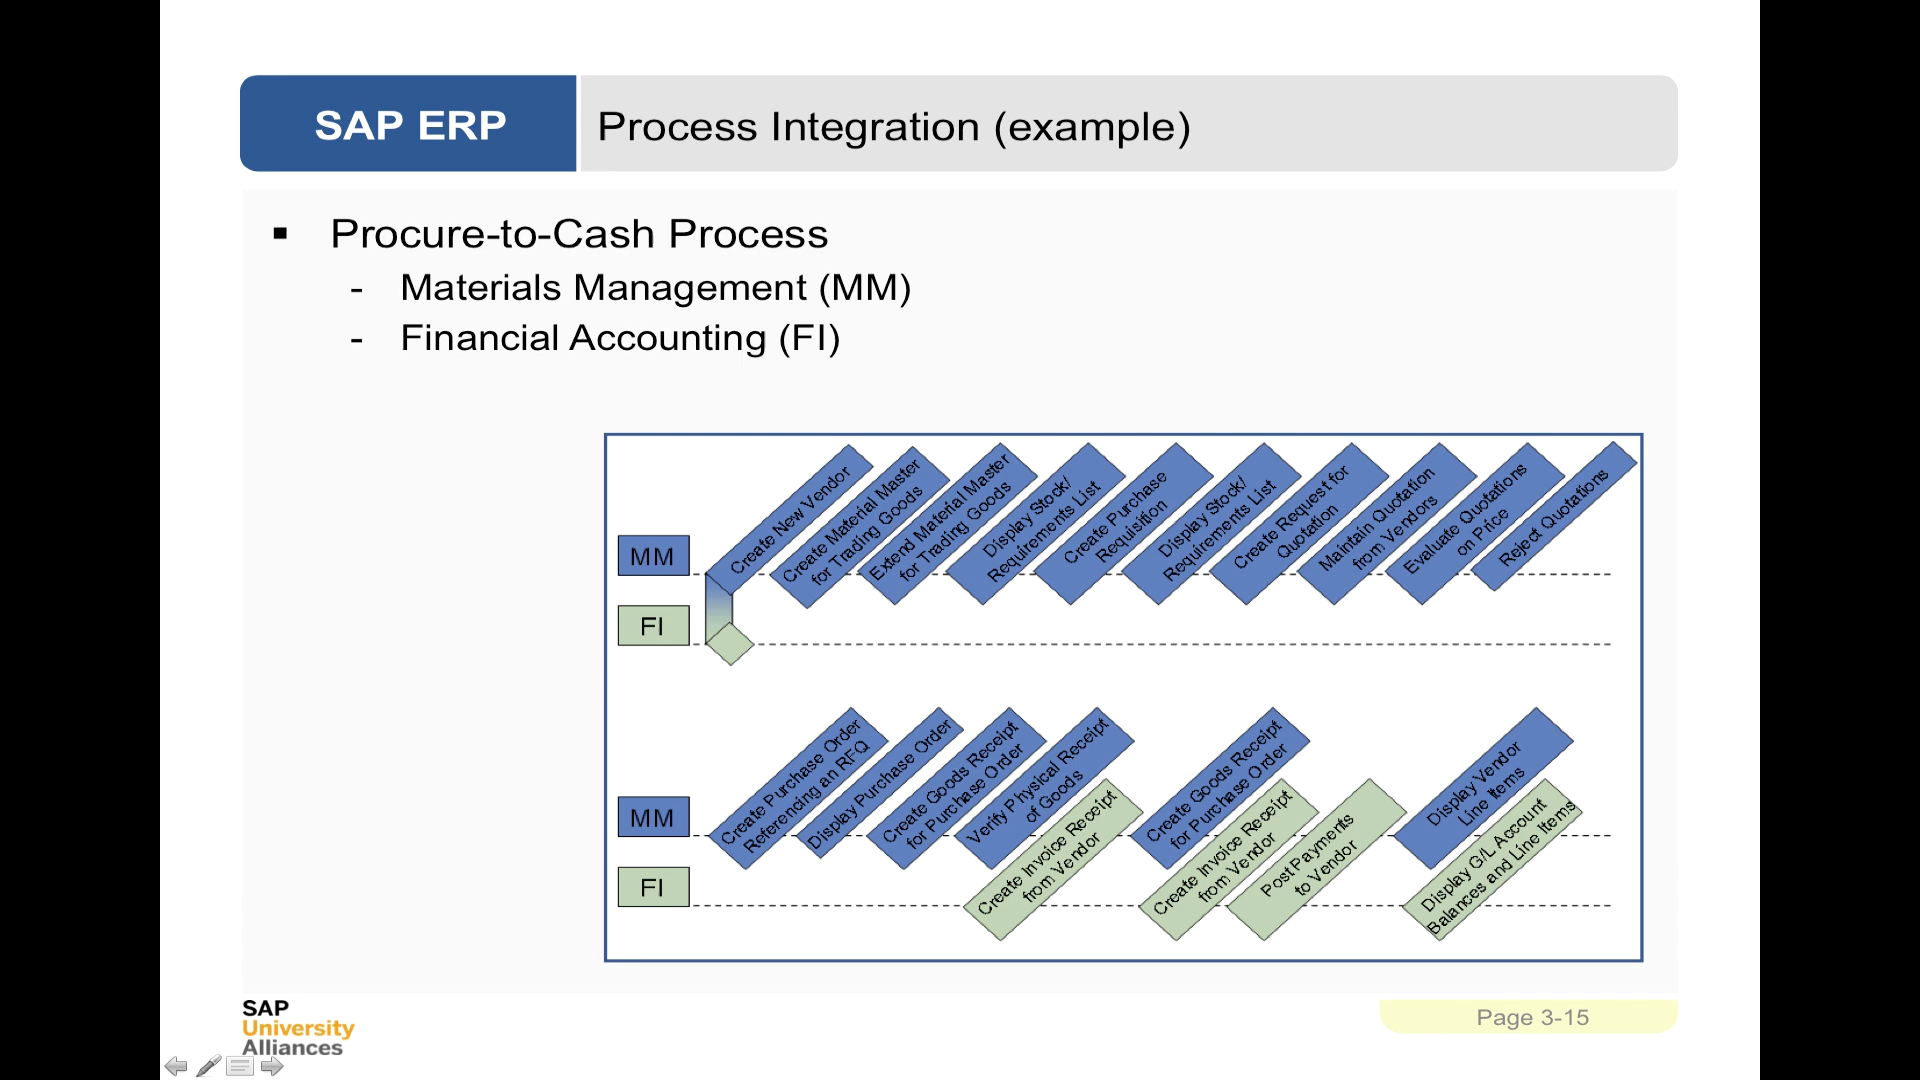 SAP ERP
Process Integration (example)
▪ Procure-to-Cash Process
- Materials Management (MM)
- Financial Accounting (FI)
MM
Create New Vendor
Create Material Master
for Trading Goods
Extend Material Master
for Trading Goods
Display Stock/
Requirements List
Create Purchase
Requisition
Display Stock/
Requirements List
Create Request for
Quotation
Maintain Quotation
from Vendors
Evaluate Quotations
on Price
Reject Quotations
FI
MM
Create Purchase Order
Referencing an RFQ
Display Purchase Order
Create Goods Receipt
for Purchase Order
Verify Physical Receipt
of Goods
Create Goods Receipt
for Purchase Order
Display Vendor
Line Items
FI
Create Invoice Receipt
from Vendor
Create Invoice Receipt
from Vendor
Post Payments
to Vendor
Display G/L Account
Balances and Line Items
SAP
University
Alliances
Page 3-15